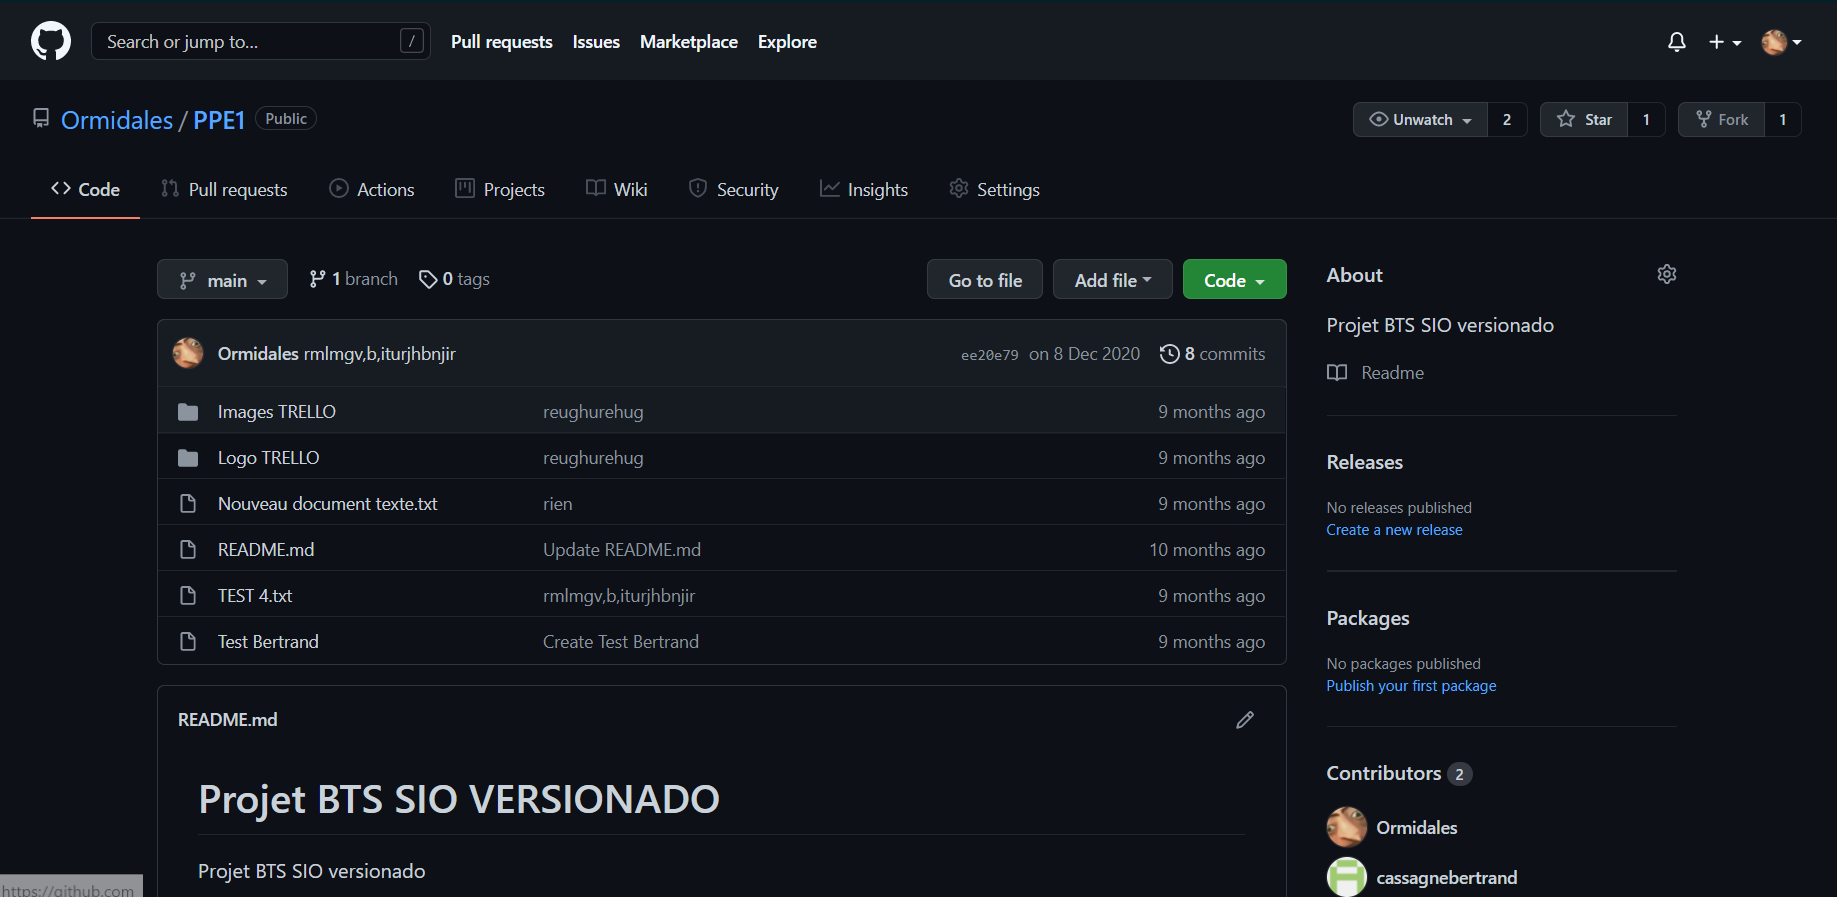 Search or jump to... / Pull requests Issues Marketplace Explore
Ormidales / PPE1 Public Unwatch 2 Star 1 Fork 1
Code Pull requests Actions Projects Wiki Security Insights Settings
main 1 branch 0 tags Go to file Add file Code
Ormidales rmlmgv,b,iturjhbnjir ee20e79 on 8 Dec 2020 8 commits
Images TRELLO reughurehug 9 months ago
Logo TRELLO reughurehug 9 months ago
Nouveau document texte.txt rien 9 months ago
README.md Update README.md 10 months ago
TEST 4.txt rmlmgv,b,iturjhbnjir 9 months ago
Test Bertrand Create Test Bertrand 9 months ago
README.md
Projet BTS SIO VERSIONADO
Projet BTS SIO versionado
About
Projet BTS SIO versionado
Readme
Releases
No releases published
Create a new release
Packages
No packages published
Publish your first package
Contributors 2
Ormidales
cassagnebertrand
https://github.com